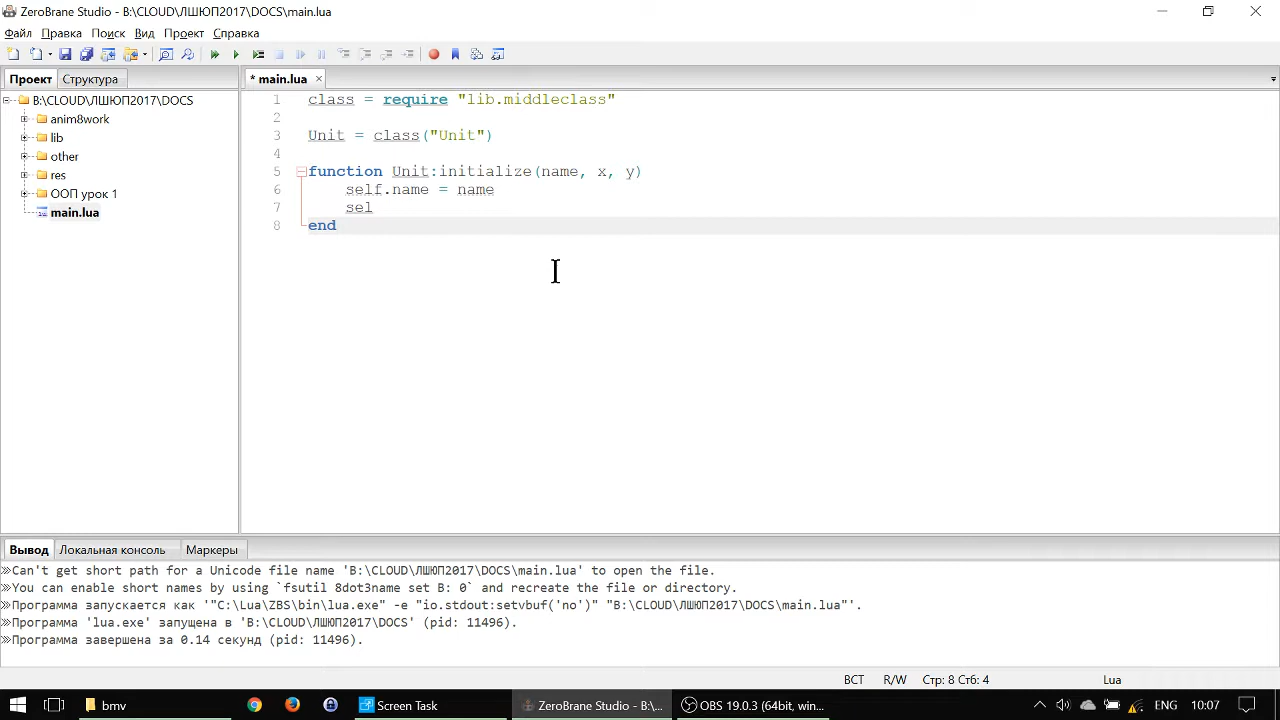 ZeroBrane Studio - B:\CLOUD\ЛШЮП2017\DOCS\main.lua
Файл Правка Поиск Вид Проект Справка
Проект Структура
* main.lua ×
B:\CLOUD\ЛШЮП2017\DOCS
anim8work
lib
other
res
ООП урок 1
main.lua
1 class = require "lib.middleclass"
2
3 Unit = class("Unit")
4
5 function Unit:initialize(name, x, y)
6 self.name = name
7 sel
8 end
Вывод Локальная консоль Маркеры
»Can't get short path for a Unicode file name 'B:\CLOUD\ЛШЮП2017\DOCS\main.lua' to open the file.
»You can enable short names by using `fsutil 8dot3name set B: 0` and recreate the file or directory.
»Программа запускается как '"C:\Lua\ZBS\bin\lua.exe" -e "io.stdout:setvbuf('no')" "B:\CLOUD\ЛШЮП2017\DOCS\main.lua"'.
»Программа 'lua.exe' запущена в 'B:\CLOUD\ЛШЮП2017\DOCS' (pid: 11496).
»Программа завершена за 0.14 секунд (pid: 11496).
ВСТ R/W Стр: 8 Стб: 4 Lua
bmv Screen Task ZeroBrane Studio - B:\... OBS 19.0.3 (64bit, win... ENG 10:07